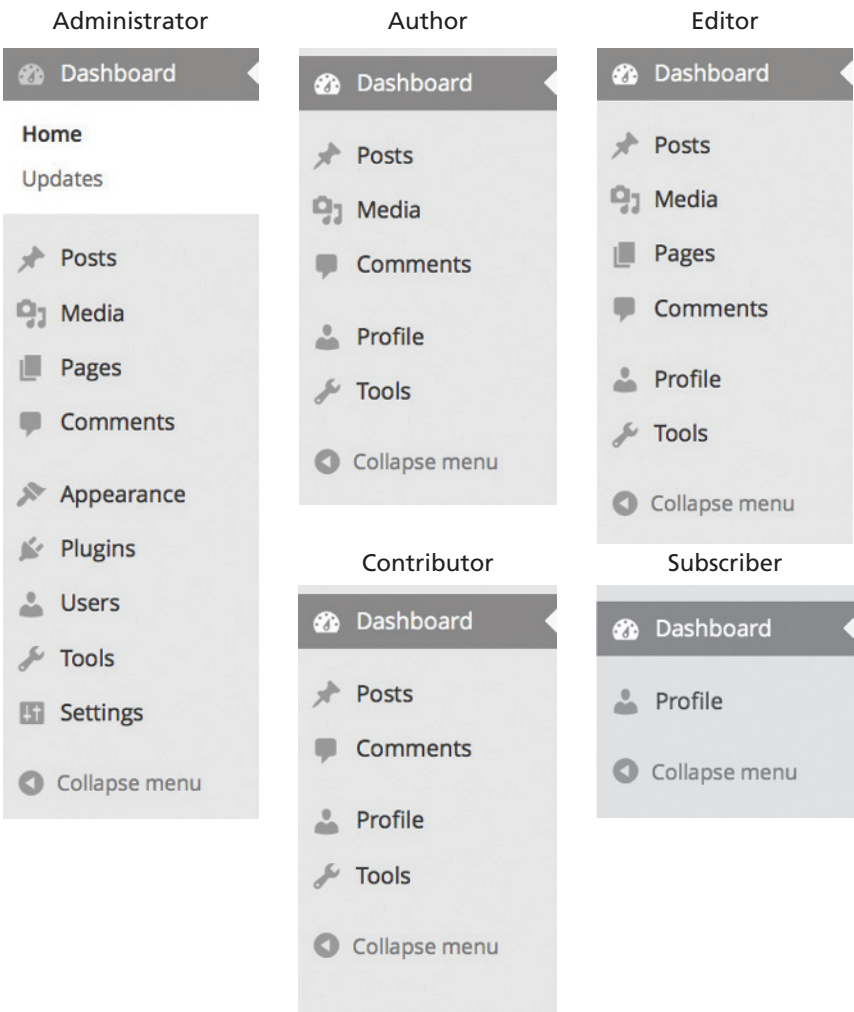 Administrator
Dashboard
Home
Updates
Posts
Media
Pages
Comments
Appearance
Plugins
Users
Tools
Settings
Collapse menu
Author
Dashboard
Posts
Media
Comments
Profile
Tools
Collapse menu
Editor
Dashboard
Posts
Media
Pages
Comments
Profile
Tools
Collapse menu
Contributor
Dashboard
Posts
Comments
Profile
Tools
Collapse menu
Subscriber
Dashboard
Profile
Collapse menu